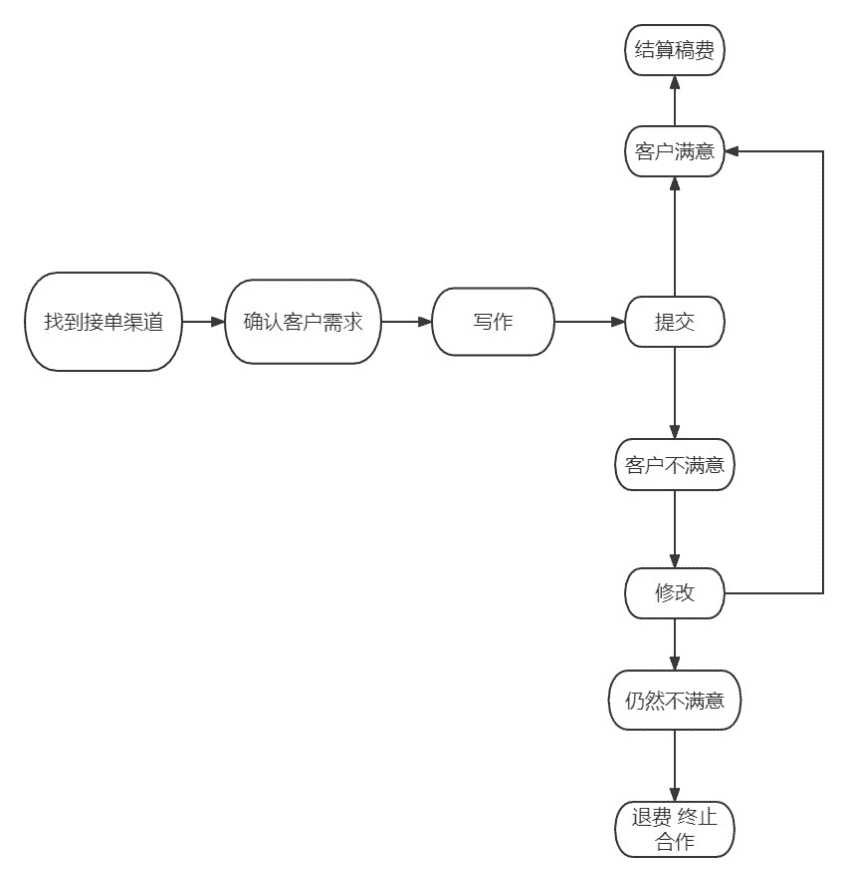 结算稿费
客户满意
找到接单渠道
确认客户需求
写作
提交
客户不满意
修改
仍然不满意
退费 终止
合作